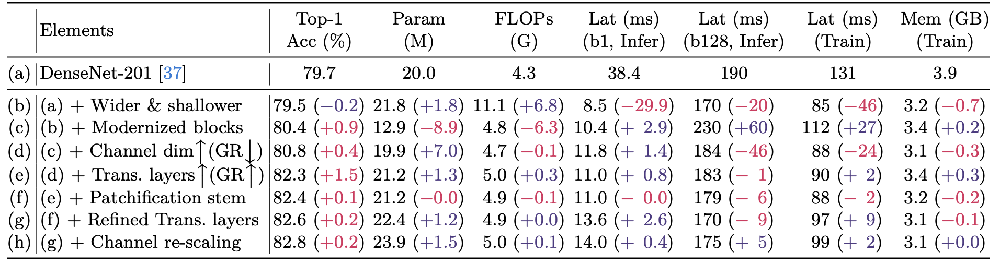 Elements | Top-1 Acc (%) | Param (M) | FLOPs (G) | Lat (ms) (b1, Infer) | Lat (ms) (b128, Infer) | Lat (ms) (Train) | Mem (GB) (Train)
(a) DenseNet-201 [37] 79.7 20.0 4.3 38.4 190 131 3.9
(b) (a) + Wider & shallower 79.5 (−0.2) 21.8 (+1.8) 11.1 (+6.8) 8.5 (−29.9) 170 (−20) 85 (−46) 3.2 (−0.7)
(c) (b) + Modernized blocks 80.4 (+0.9) 12.9 (−8.9) 4.8 (−6.3) 10.4 (+ 2.9) 230 (+60) 112 (+27) 3.4 (+0.2)
(d) (c) + Channel dim↑(GR↓) 80.8 (+0.4) 19.9 (+7.0) 4.7 (−0.1) 11.8 (+ 1.4) 184 (−46) 88 (−24) 3.1 (−0.3)
(e) (d) + Trans. layers↑(GR↑) 82.3 (+1.5) 21.2 (+1.3) 5.0 (+0.3) 11.0 (+ 0.8) 183 (− 1) 90 (+ 2) 3.4 (+0.3)
(f) (e) + Patchification stem 82.4 (+0.1) 21.2 (−0.0) 4.9 (−0.1) 11.0 (− 0.0) 179 (− 6) 88 (− 2) 3.2 (−0.2)
(g) (f) + Refined Trans. layers 82.6 (+0.2) 22.4 (+1.2) 4.9 (+0.0) 13.6 (+ 2.6) 170 (− 9) 97 (+ 9) 3.1 (−0.1)
(h) (g) + Channel re-scaling 82.8 (+0.2) 23.9 (+1.5) 5.0 (+0.1) 14.0 (+ 0.4) 175 (+ 5) 99 (+ 2) 3.1 (+0.0)